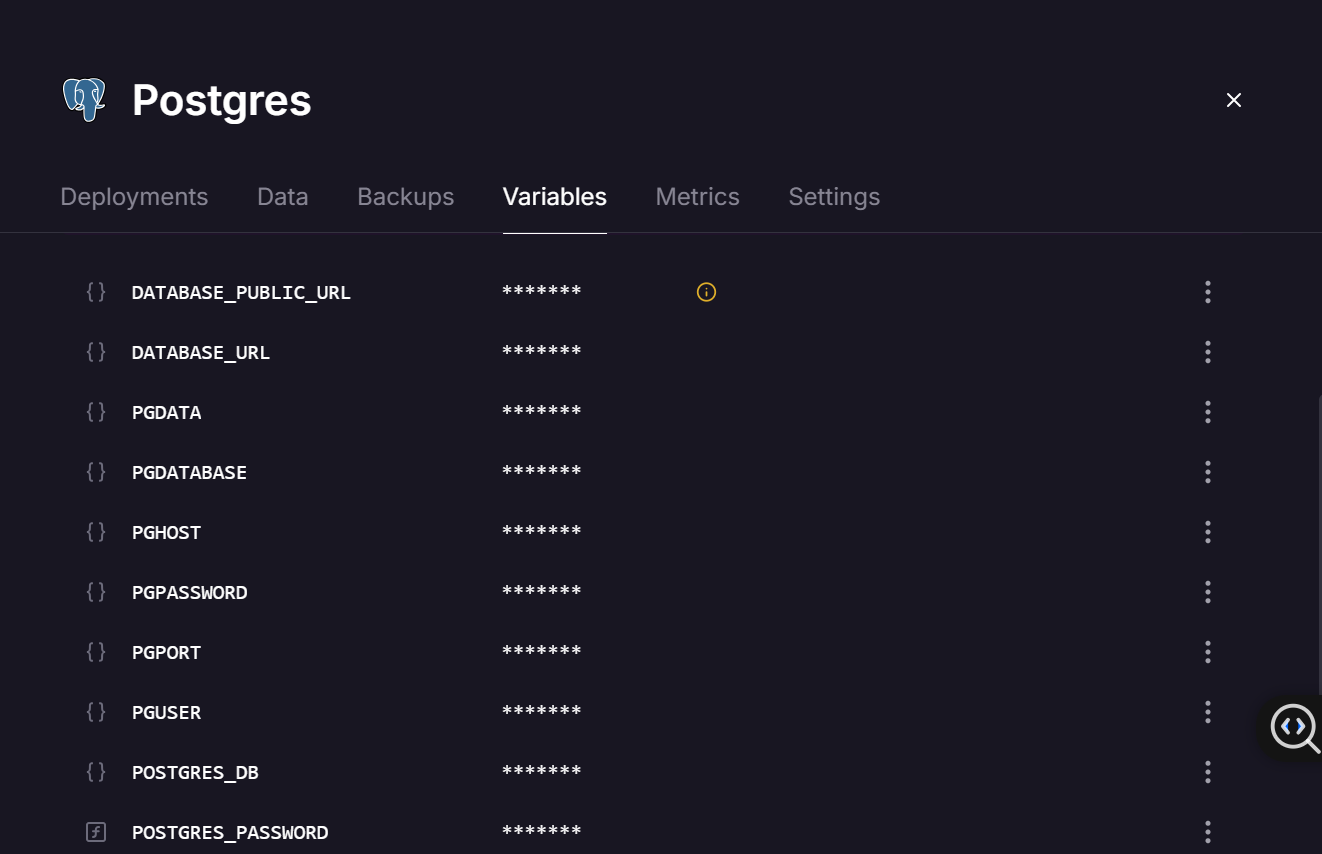 Postgres
Deployments Data Backups Variables Metrics Settings
{} DATABASE_PUBLIC_URL *******
{} DATABASE_URL *******
{} PGDATA *******
{} PGDATABASE *******
{} PGHOST *******
{} PGPASSWORD *******
{} PGPORT *******
{} PGUSER *******
{} POSTGRES_DB *******
POSTGRES_PASSWORD *******